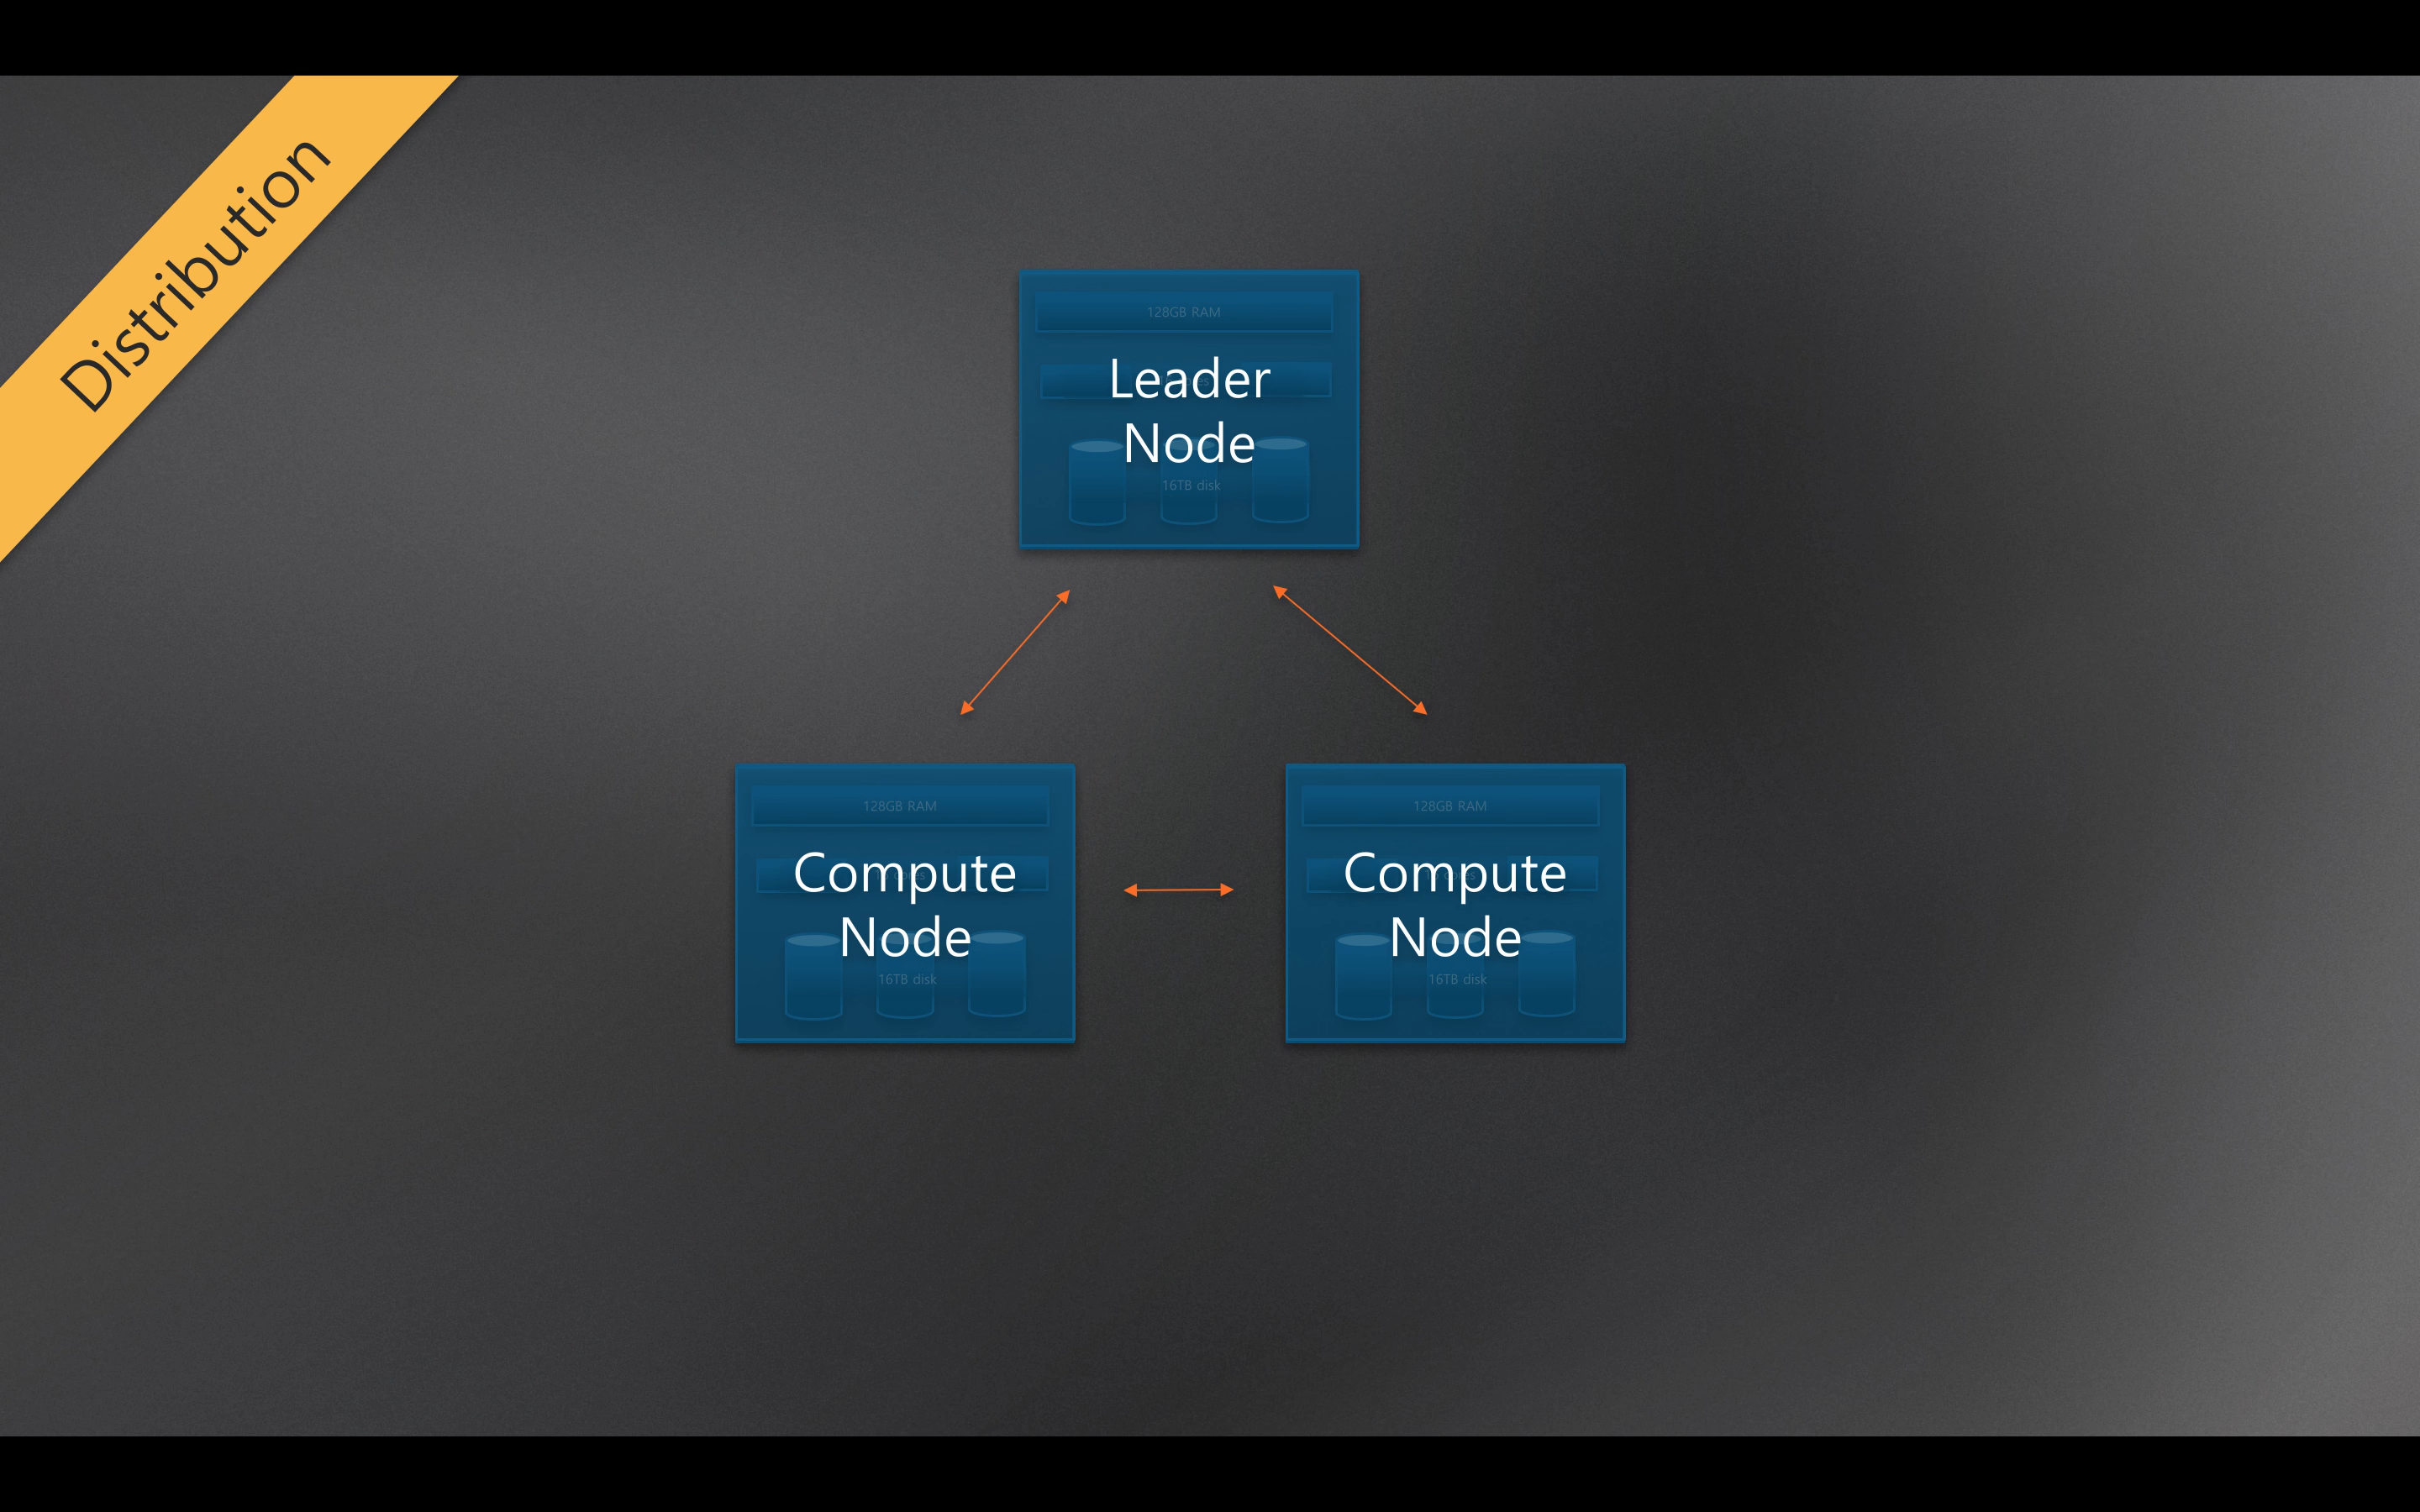 Distribution
128GB RAM
Leader
Node
16TB disk
128GB RAM
Compute
Node
16TB disk
128GB RAM
Compute
Node
16TB disk